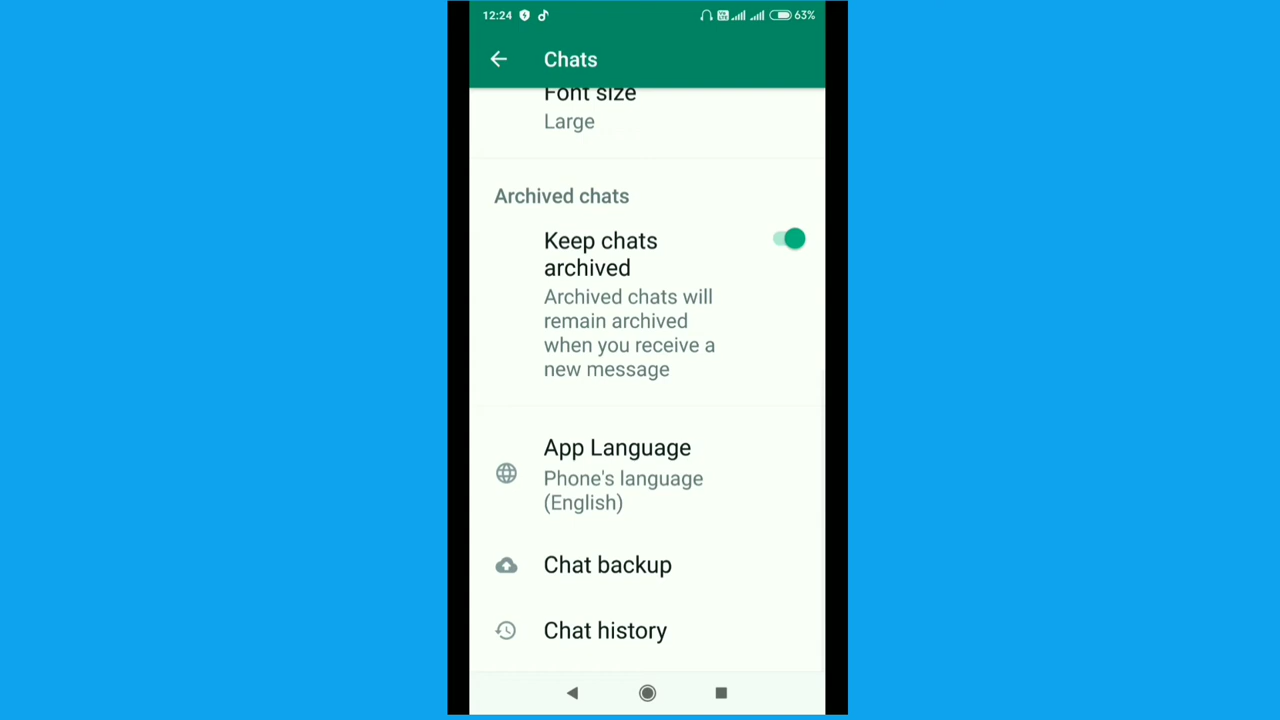 12:24 63%
Chats
Font size
Large
Archived chats
Keep chats
archived
Archived chats will
remain archived
when you receive a
new message
App Language
Phone's language
(English)
Chat backup
Chat history